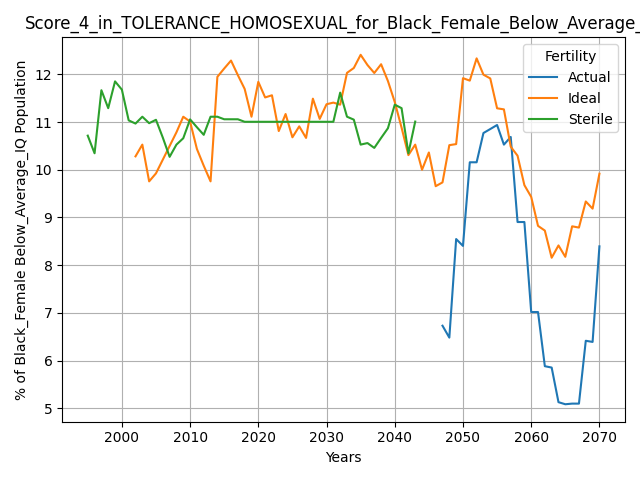 Score_4_in_TOLERANCE_HOMOSEXUAL_for_Black_Female_Below_Average_
Fertility
Actual
Ideal
Sterile
% of Black_Female Below_Average_IQ Population
12
11
10
9
8
7
6
5
2000 2010 2020 2030 2040 2050 2060 2070
Years